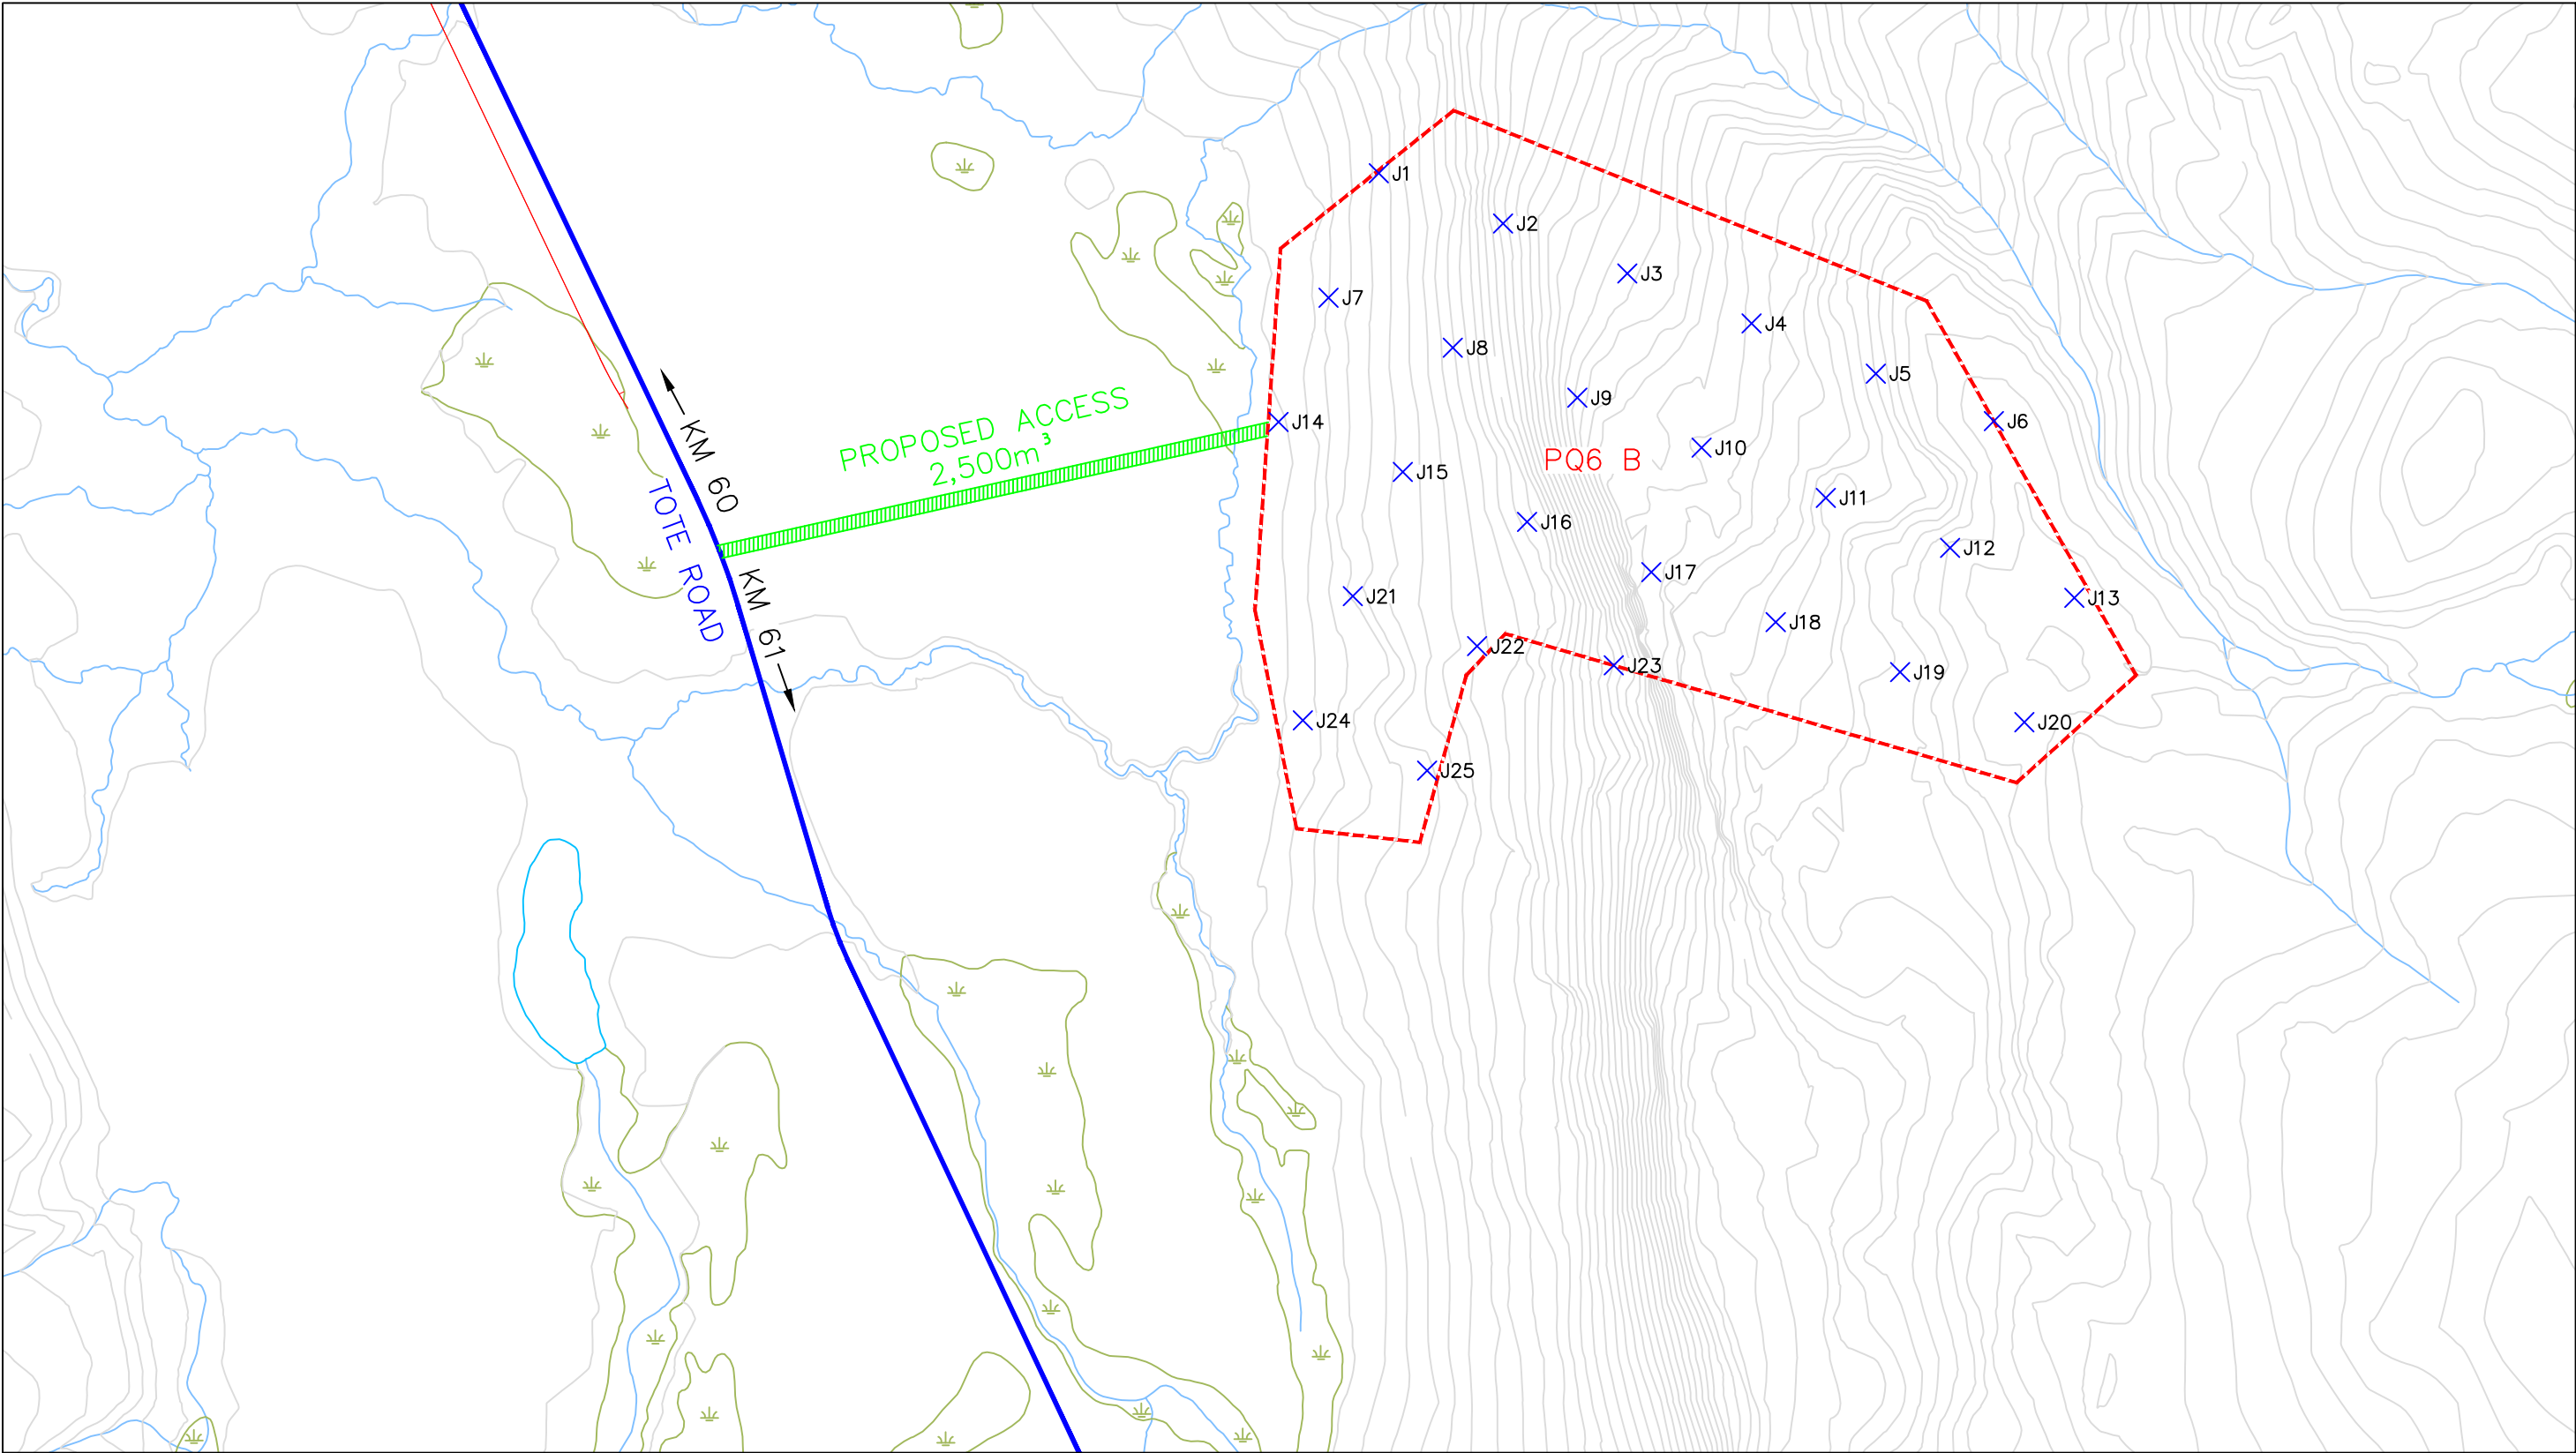 J1
J2
J3
J7
J4
J8
J5
J9
J6
J14
PROPOSED ACCESS
2,500m³
KM 60
J10
PQ6 B
J15
J11
J16
TOTE ROAD
J12
J17
KM 61
J21
J13
J18
J22
J23
J19
J24
J20
J25